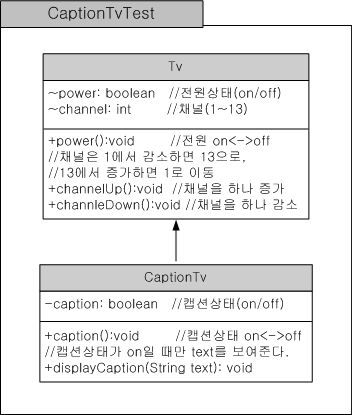 CaptionTvTest
Tv
~power: boolean //전원상태(on/off)
~channel: int //채널(1~13)
+power():void //전원 on<->off
//채널은 1에서 감소하면 13으로,
//13에서 증가하면 1로 이동
+channelUp():void //채널을 하나 증가
+channleDown():void //채널을 하나 감소
CaptionTv
-caption: boolean //캡션상태(on/off)
+caption():void //캡션상태 on<->off
//캡션상태가 on일 때만 text를 보여준다.
+displayCaption(String text): void